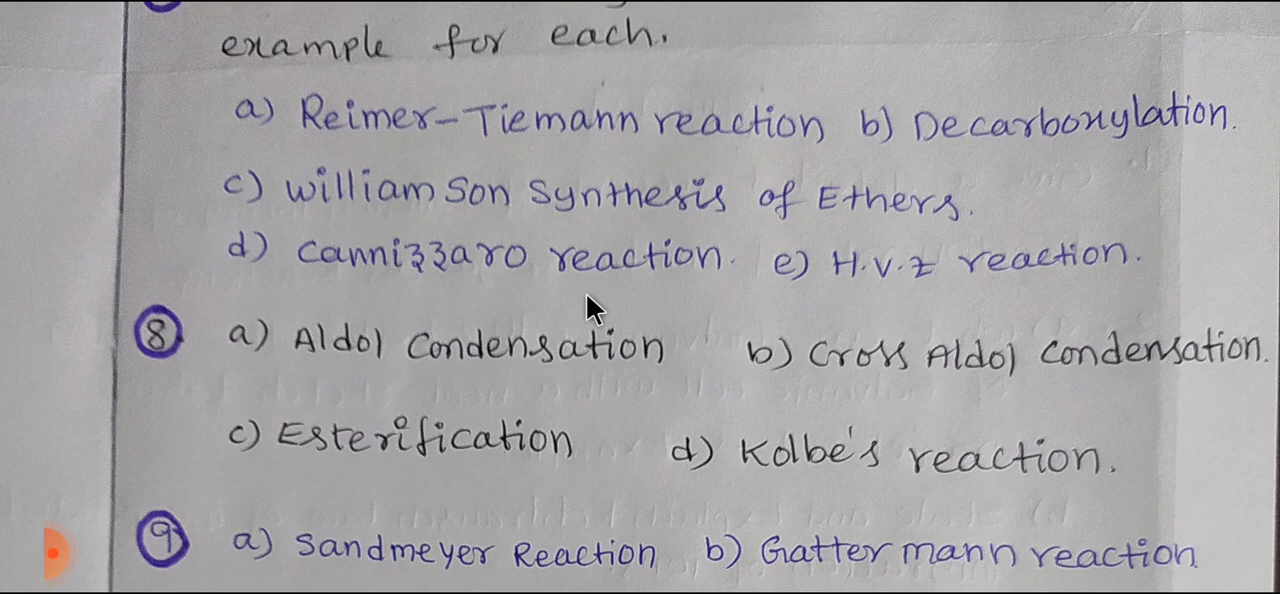 example for each.
a) Reimer-Tiemann reaction b) Decarboxylation.
c) Williamson Synthesis of Ethers.
d) Cannizzaro reaction. e) H.V.Z reaction.
8 a) Aldol Condensation b) Cross Aldol Condensation.
c) Esterification d) Kolbe's reaction.
9 a) Sandmeyer Reaction b) Gattermann reaction